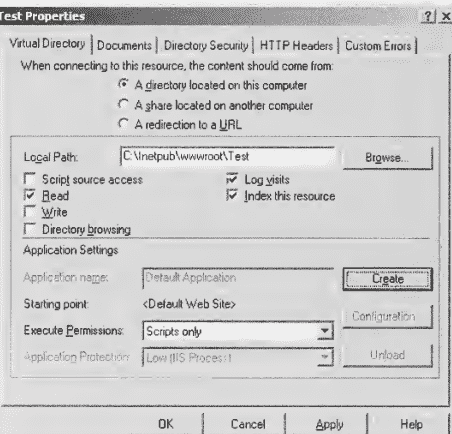 Test Properties ? x
Virtual Directory Documents Directory Security HTTP Headers Custom Errors
When connecting to this resource, the content should come from:
A directory located on this computer
A share located on another computer
A redirection to a URL
Local Path: C:\Inetpub\wwwroot\Test Browse...
Script source access Log visits
Read Index this resource
Write
Directory browsing
Application Settings
Application name: Default Application Create
Starting point: <Default Web Site>
Configuration
Execute Permissions: Scripts only
Application Protection: Low (IIS Process) Unload
OK Cancel Apply Help